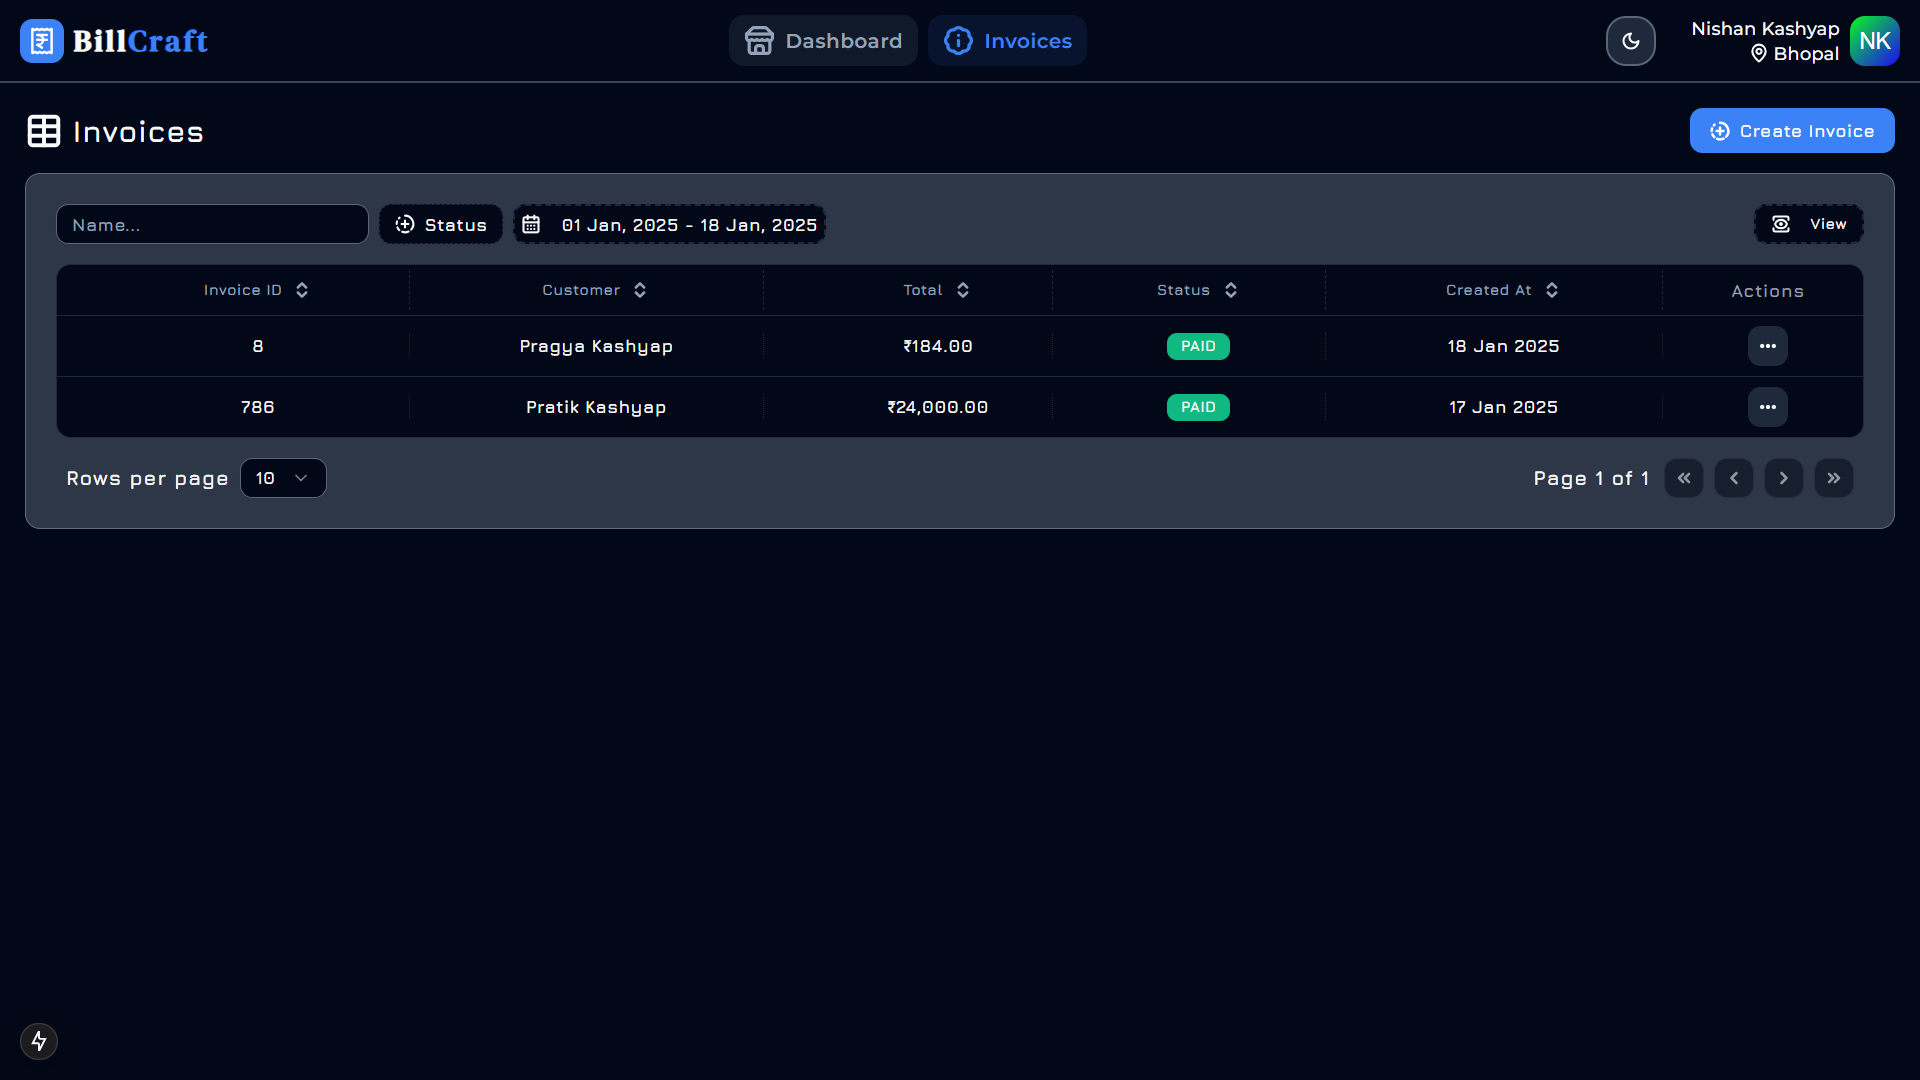 BillCraft
Dashboard
Invoices
Nishan Kashyap
Bhopal
NK
Invoices
Create Invoice
Name...
Status
01 Jan, 2025 - 18 Jan, 2025
View
Invoice ID Customer Total Status Created At Actions
8 Pragya Kashyap ₹184.00 PAID 18 Jan 2025
786 Pratik Kashyap ₹24,000.00 PAID 17 Jan 2025
Rows per page 10
Page 1 of 1